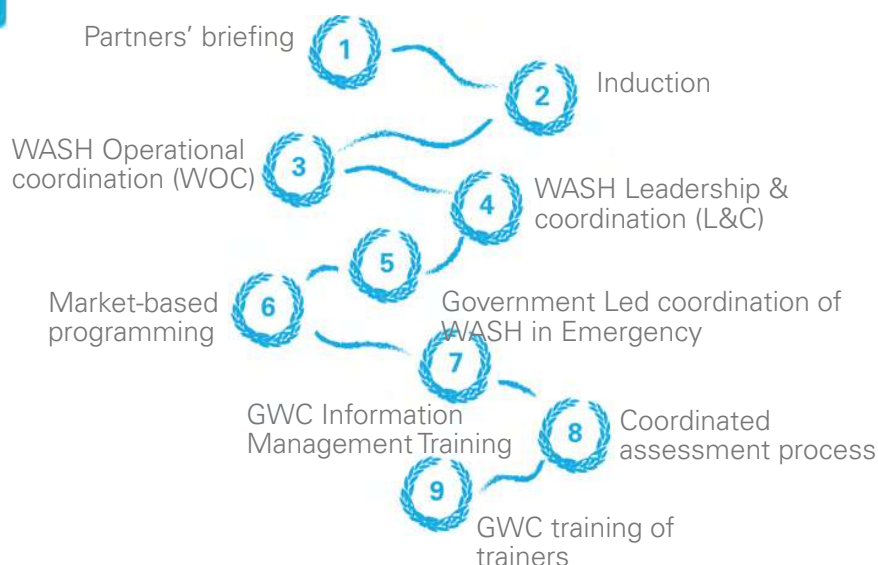 Partners’ briefing
1
2
Induction
WASH Operational
coordination (WOC)
3
4
WASH Leadership &
coordination (L&C)
5
Government Led coordination of
WASH in Emergency
6
Market-based
programming
7
GWC Information
Management Training
8
Coordinated
assessment process
9
GWC training of
trainers